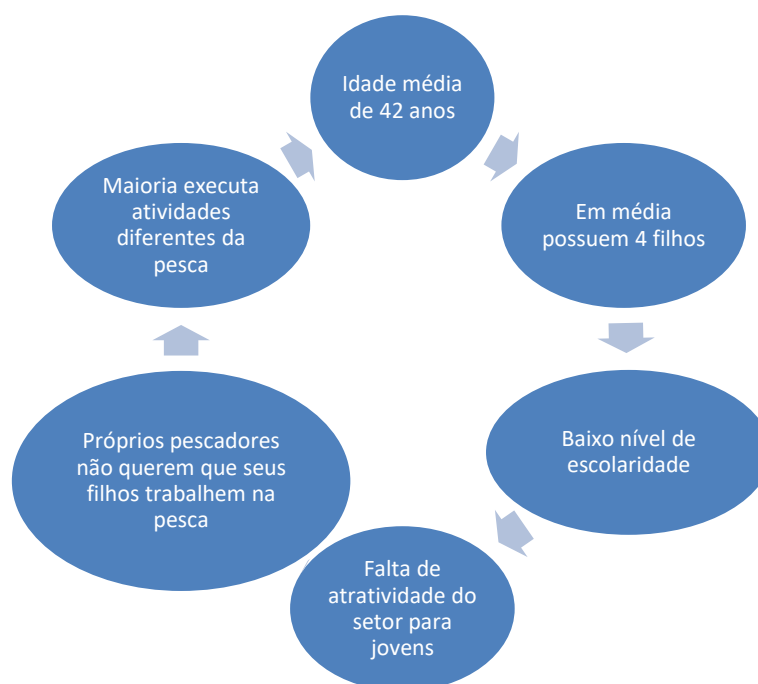 Idade média
de 42 anos
Em média
possuem 4 filhos
Baixo nível de
escolaridade
Falta de
atratividade do
setor para
jovens
Próprios pescadores
não querem que seus
filhos trabalhem na
pesca
Maioria executa
atividades
diferentes da
pesca